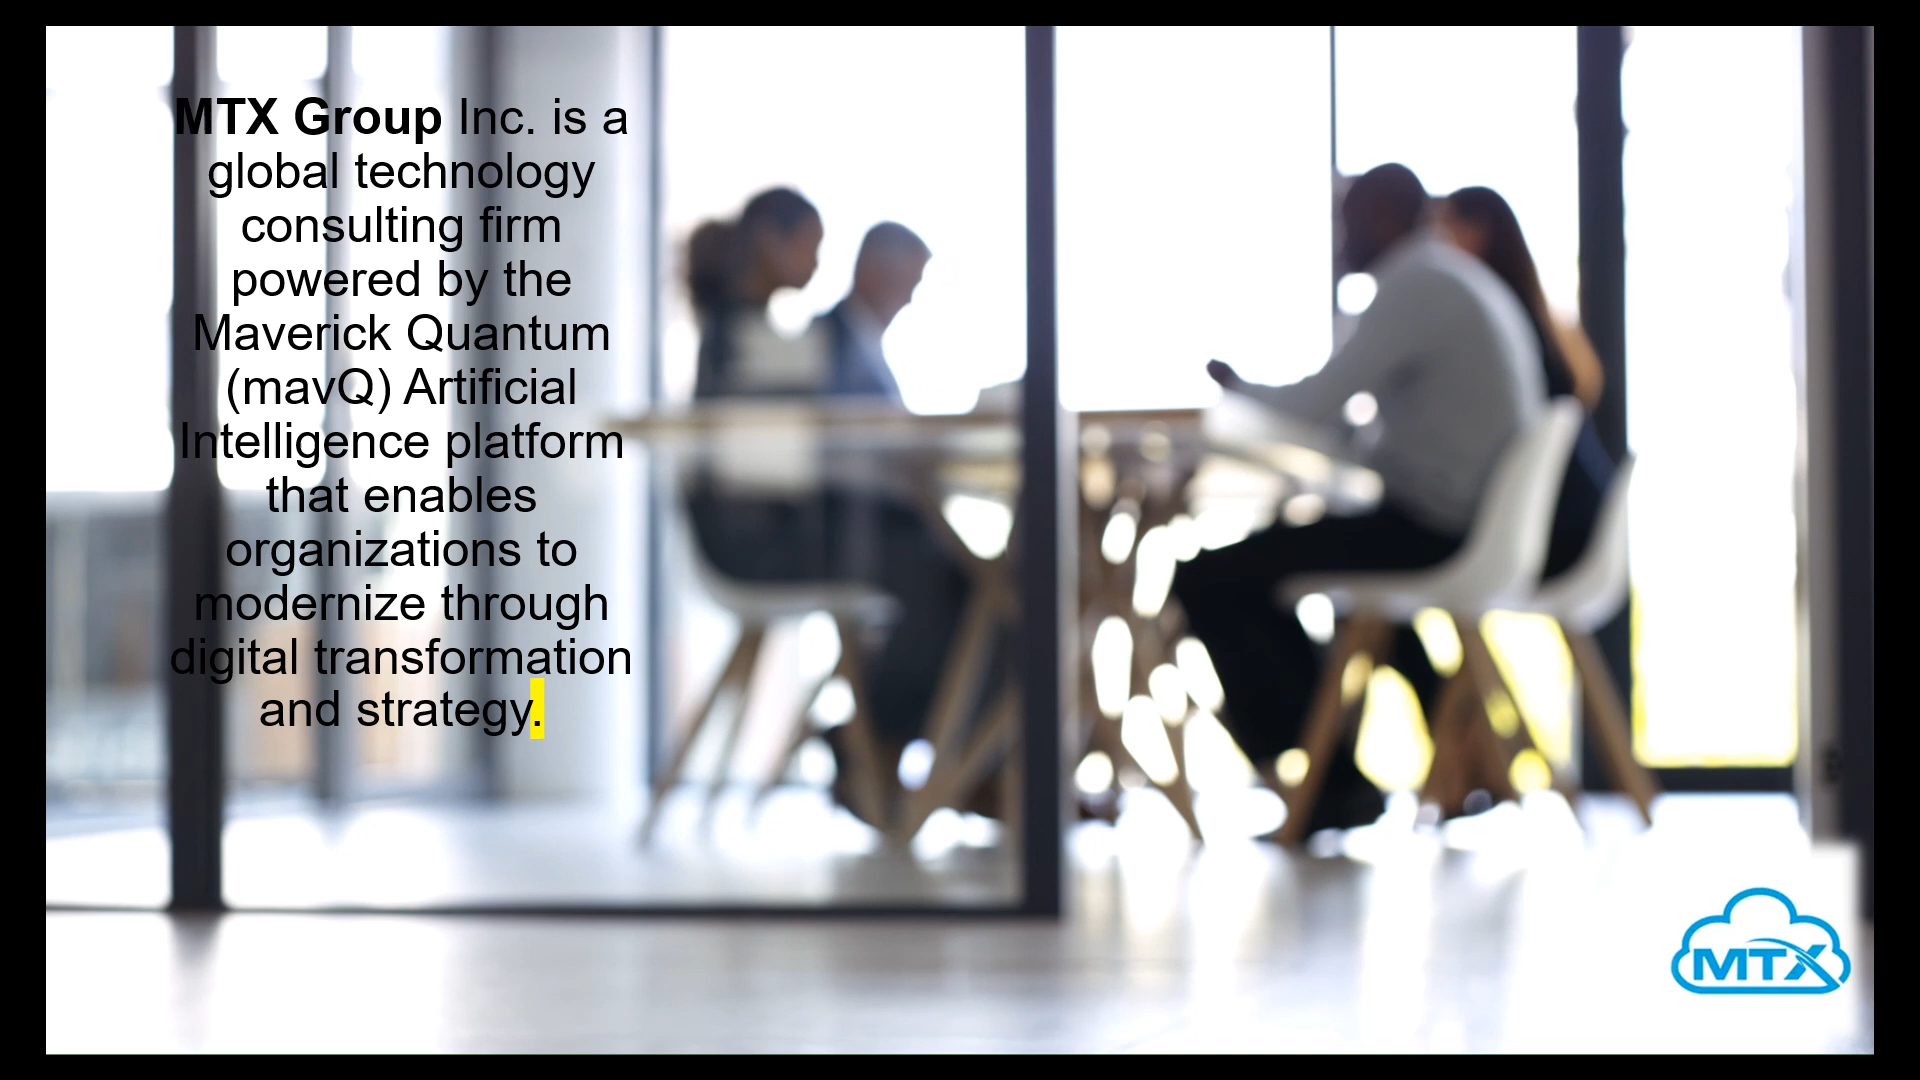 MTX Group Inc. is a
global technology
consulting firm
powered by the
Maverick Quantum
(mavQ) Artificial
Intelligence platform
that enables
organizations to
modernize through
digital transformation
and strategy.
MTX